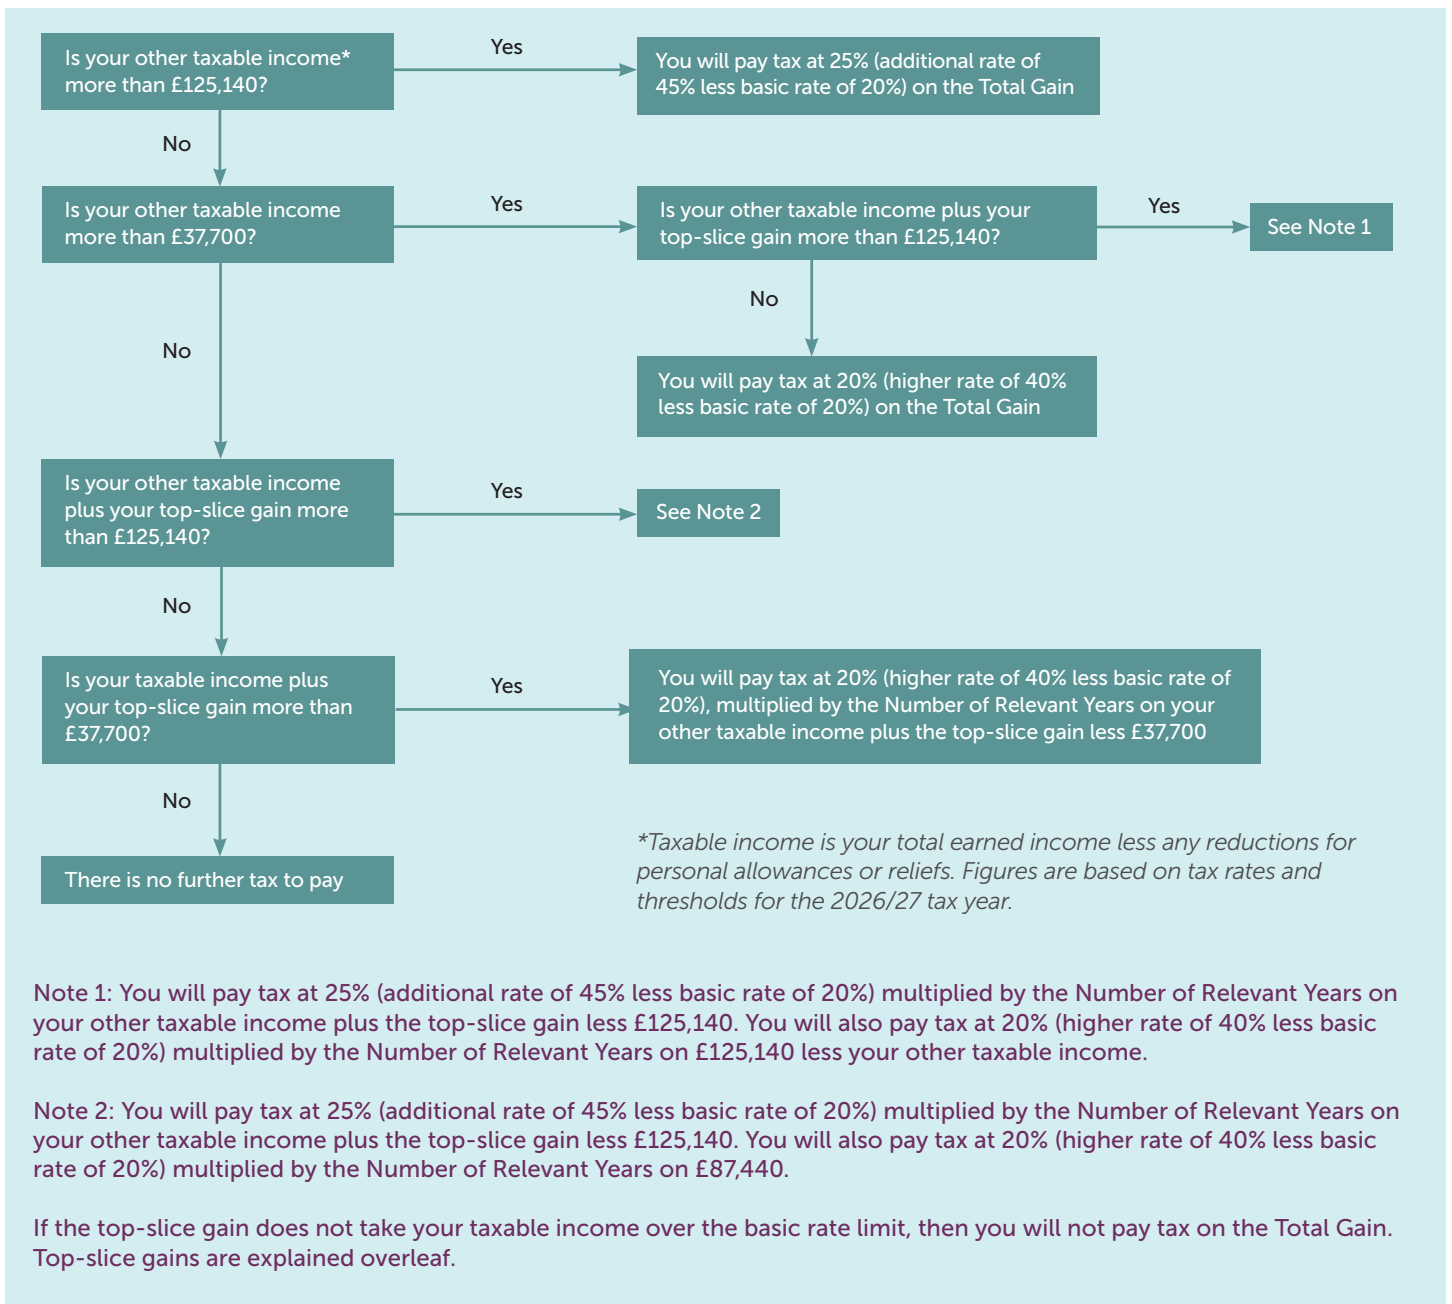 Is your other taxable income*
more than £125,140?
Yes
You will pay tax at 25% (additional rate of
45% less basic rate of 20%) on the Total Gain
No
Is your other taxable income
more than £37,700?
Yes
Is your other taxable income plus your
top-slice gain more than £125,140?
Yes
See Note 1
No
You will pay tax at 20% (higher rate of 40%
less basic rate of 20%) on the Total Gain
No
Is your other taxable income
plus your top-slice gain more
than £125,140?
Yes
See Note 2
No
Is your taxable income plus
your top-slice gain more than
£37,700?
Yes
You will pay tax at 20% (higher rate of 40% less basic rate of
20%), multiplied by the Number of Relevant Years on your
other taxable income plus the top-slice gain less £37,700
No
There is no further tax to pay
*Taxable income is your total earned income less any reductions for
personal allowances or reliefs. Figures are based on tax rates and
thresholds for the 2026/27 tax year.
Note 1: You will pay tax at 25% (additional rate of 45% less basic rate of 20%) multiplied by the Number of Relevant Years on
your other taxable income plus the top-slice gain less £125,140. You will also pay tax at 20% (higher rate of 40% less basic
rate of 20%) multiplied by the Number of Relevant Years on £125,140 less your other taxable income.
Note 2: You will pay tax at 25% (additional rate of 45% less basic rate of 20%) multiplied by the Number of Relevant Years on
your other taxable income plus the top-slice gain less £125,140. You will also pay tax at 20% (higher rate of 40% less basic
rate of 20%) multiplied by the Number of Relevant Years on £87,440.
If the top-slice gain does not take your taxable income over the basic rate limit, then you will not pay tax on the Total Gain.
Top-slice gains are explained overleaf.